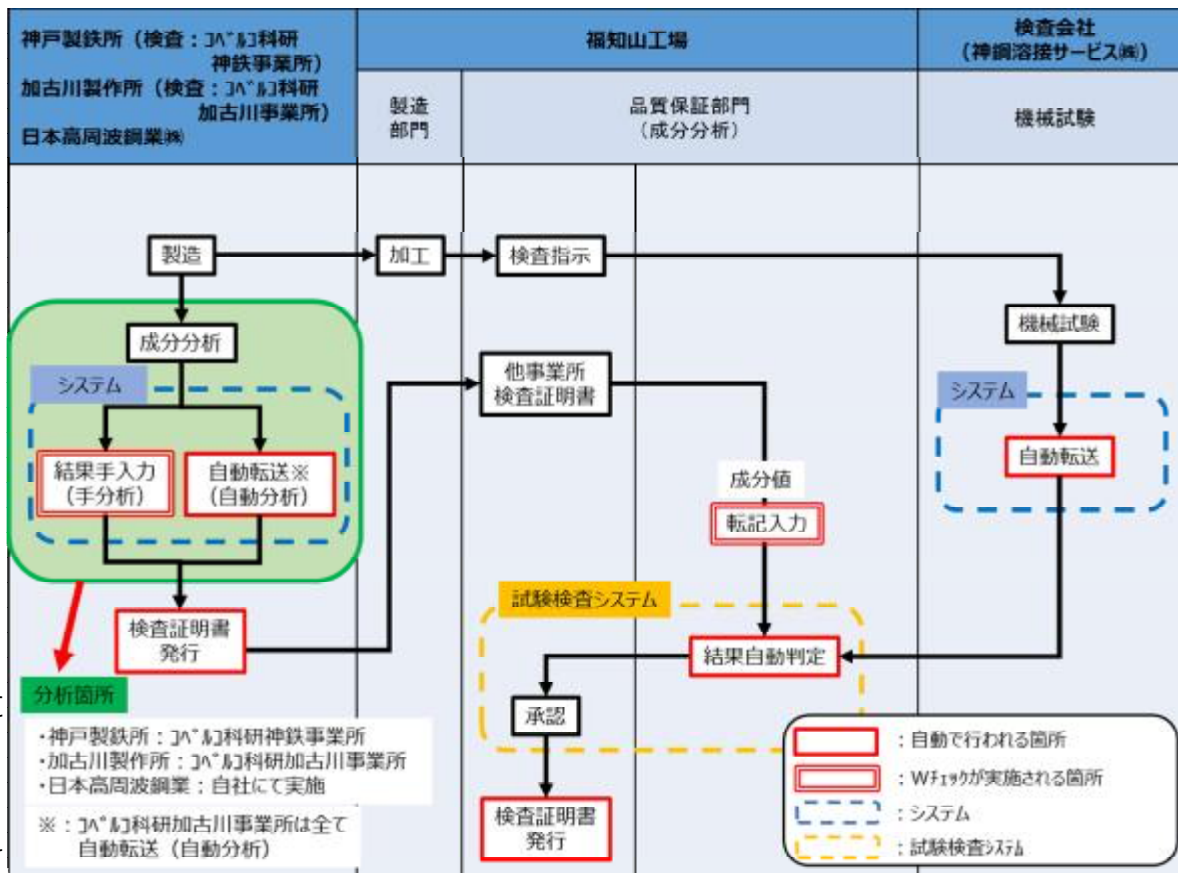 神戸製鉄所（検査：ｺﾍﾞﾙｺ科研
神鉄事業所）
加古川製作所（検査：ｺﾍﾞﾙｺ科研
加古川事業所）
日本高周波鋼業㈱
福知山工場
検査会社
（神鋼溶接サービス㈱）
製造
部門
品質保証部門
（成分分析）
機械試験
製造
加工
検査指示
成分分析
機械試験
システム
他事業所
検査証明書
システム
結果手入力
（手分析）
自動転送※
（自動分析）
自動転送
成分値
転記入力
試験検査システム
検査証明書
発行
結果自動判定
分析箇所
承認
・神戸製鉄所：ｺﾍﾞﾙｺ科研神鉄事業所
・加古川製作所：ｺﾍﾞﾙｺ科研加古川事業所
・日本高周波鋼業：自社にて実施
※：ｺﾍﾞﾙｺ科研加古川事業所は全て
自動転送（自動分析）
検査証明書
発行
：自動で行われる箇所
：Wﾁｪｯｸが実施される箇所
：システム
：試験検査ｼｽﾃﾑ